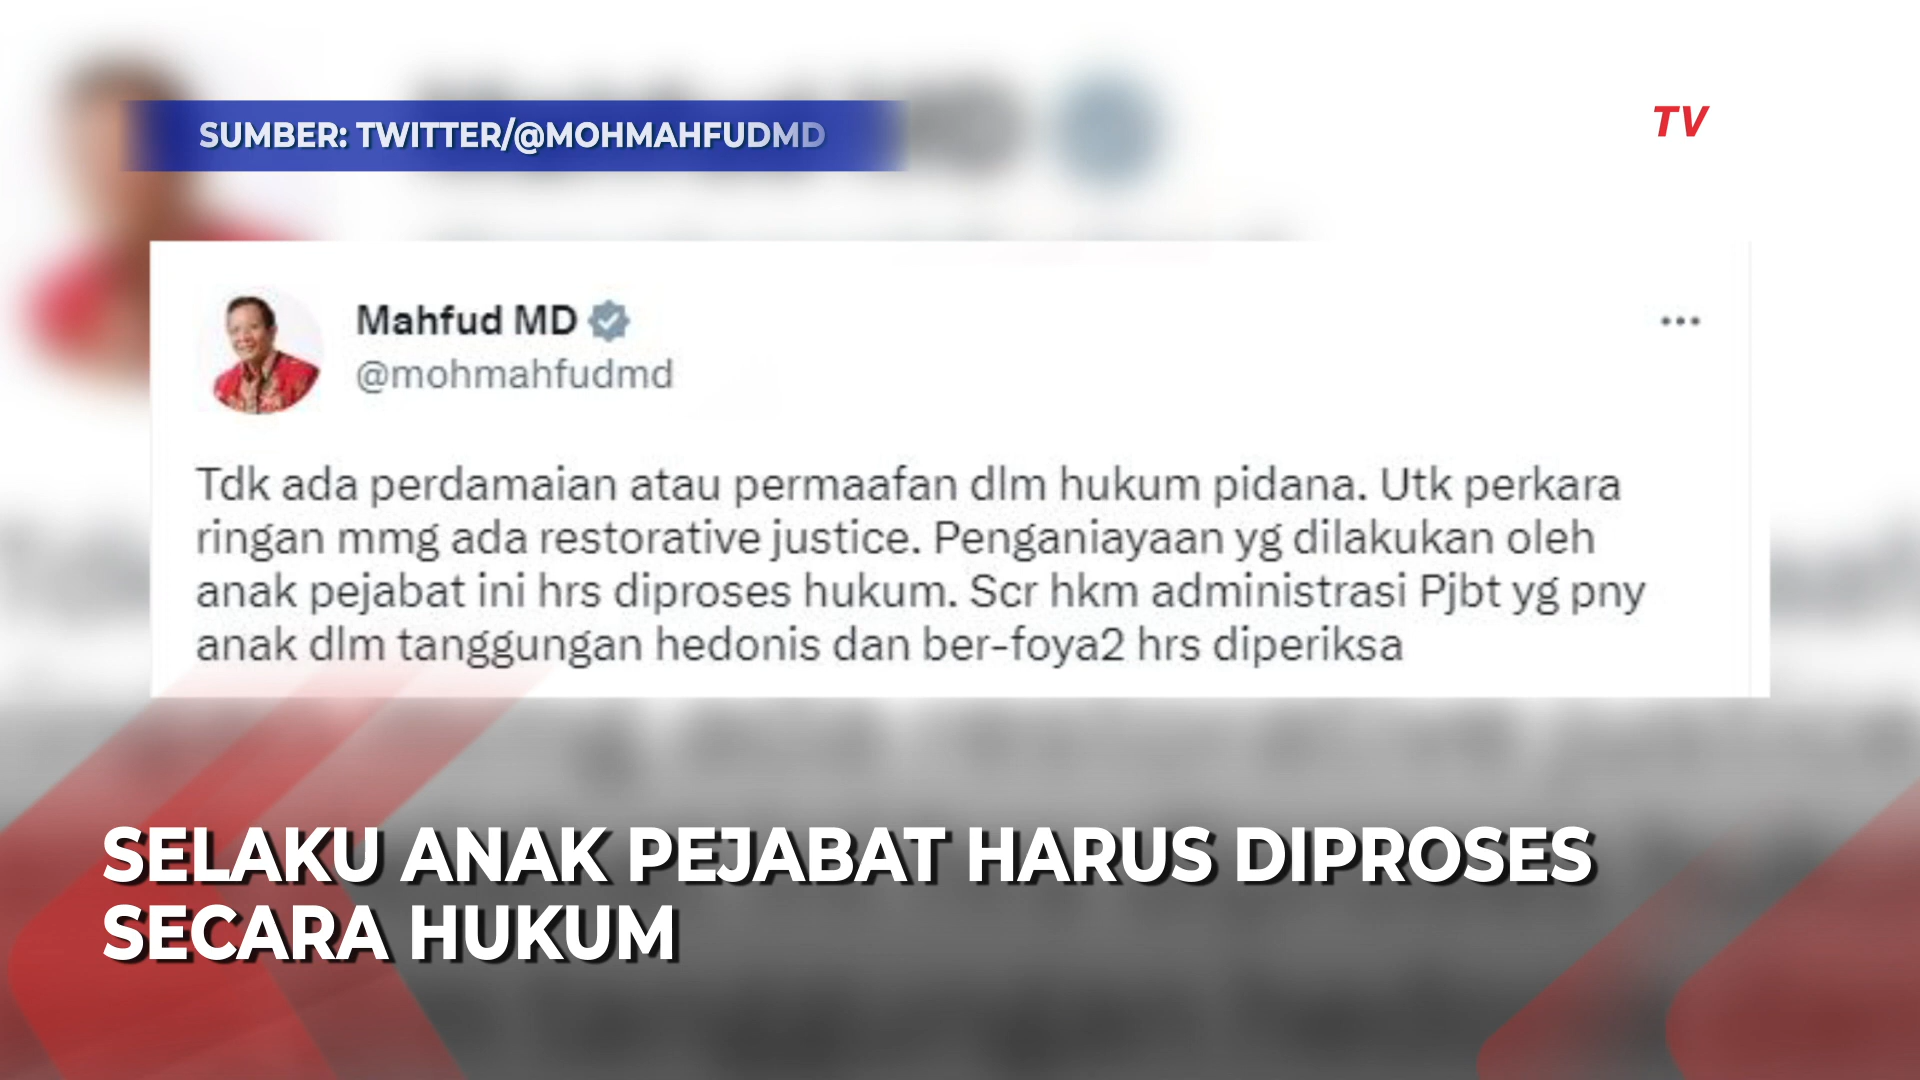 SUMBER: TWITTER/@MOHMAHFUDMD
TV
Mahfud MD
@mohmahfudmd
Tdk ada perdamaian atau permaafan dlm hukum pidana. Utk perkara
ringan mmg ada restorative justice. Penganiayaan yg dilakukan oleh
anak pejabat ini hrs diproses hukum. Scr hkm administrasi Pjbt yg pny
anak dlm tanggungan hedonis dan ber-foya2 hrs diperiksa
SELAKU ANAK PEJABAT HARUS DIPROSES
SECARA HUKUM